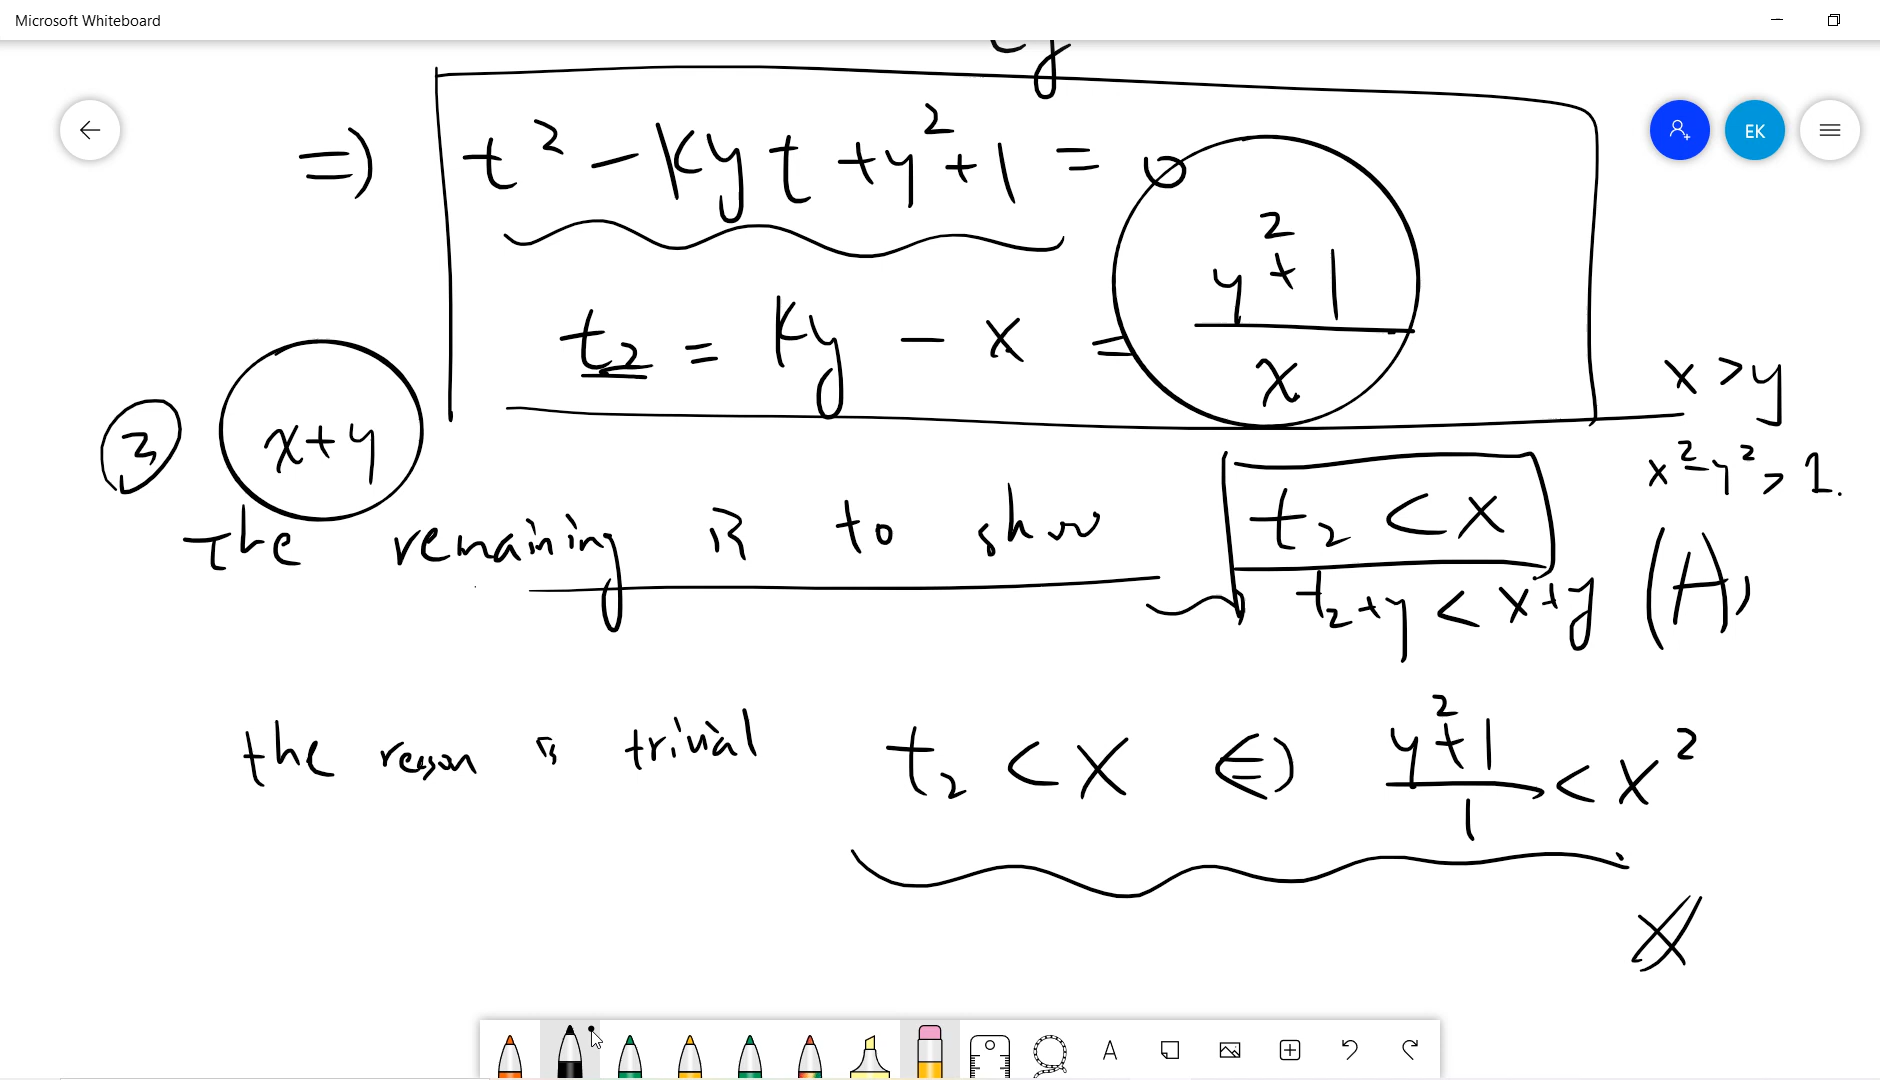 Microsoft Whiteboard
EK
=> t² - kyt + y² + 1 = 0
t₂ = ky - x = (y² + 1)/x
x > y
③ x+y
x² - y² > 1.
The remaining is to show t₂ < x
t₂ + y < x + y (A)
the reason is trivial t₂ < x <=> (y² + 1)/1 < x²
A